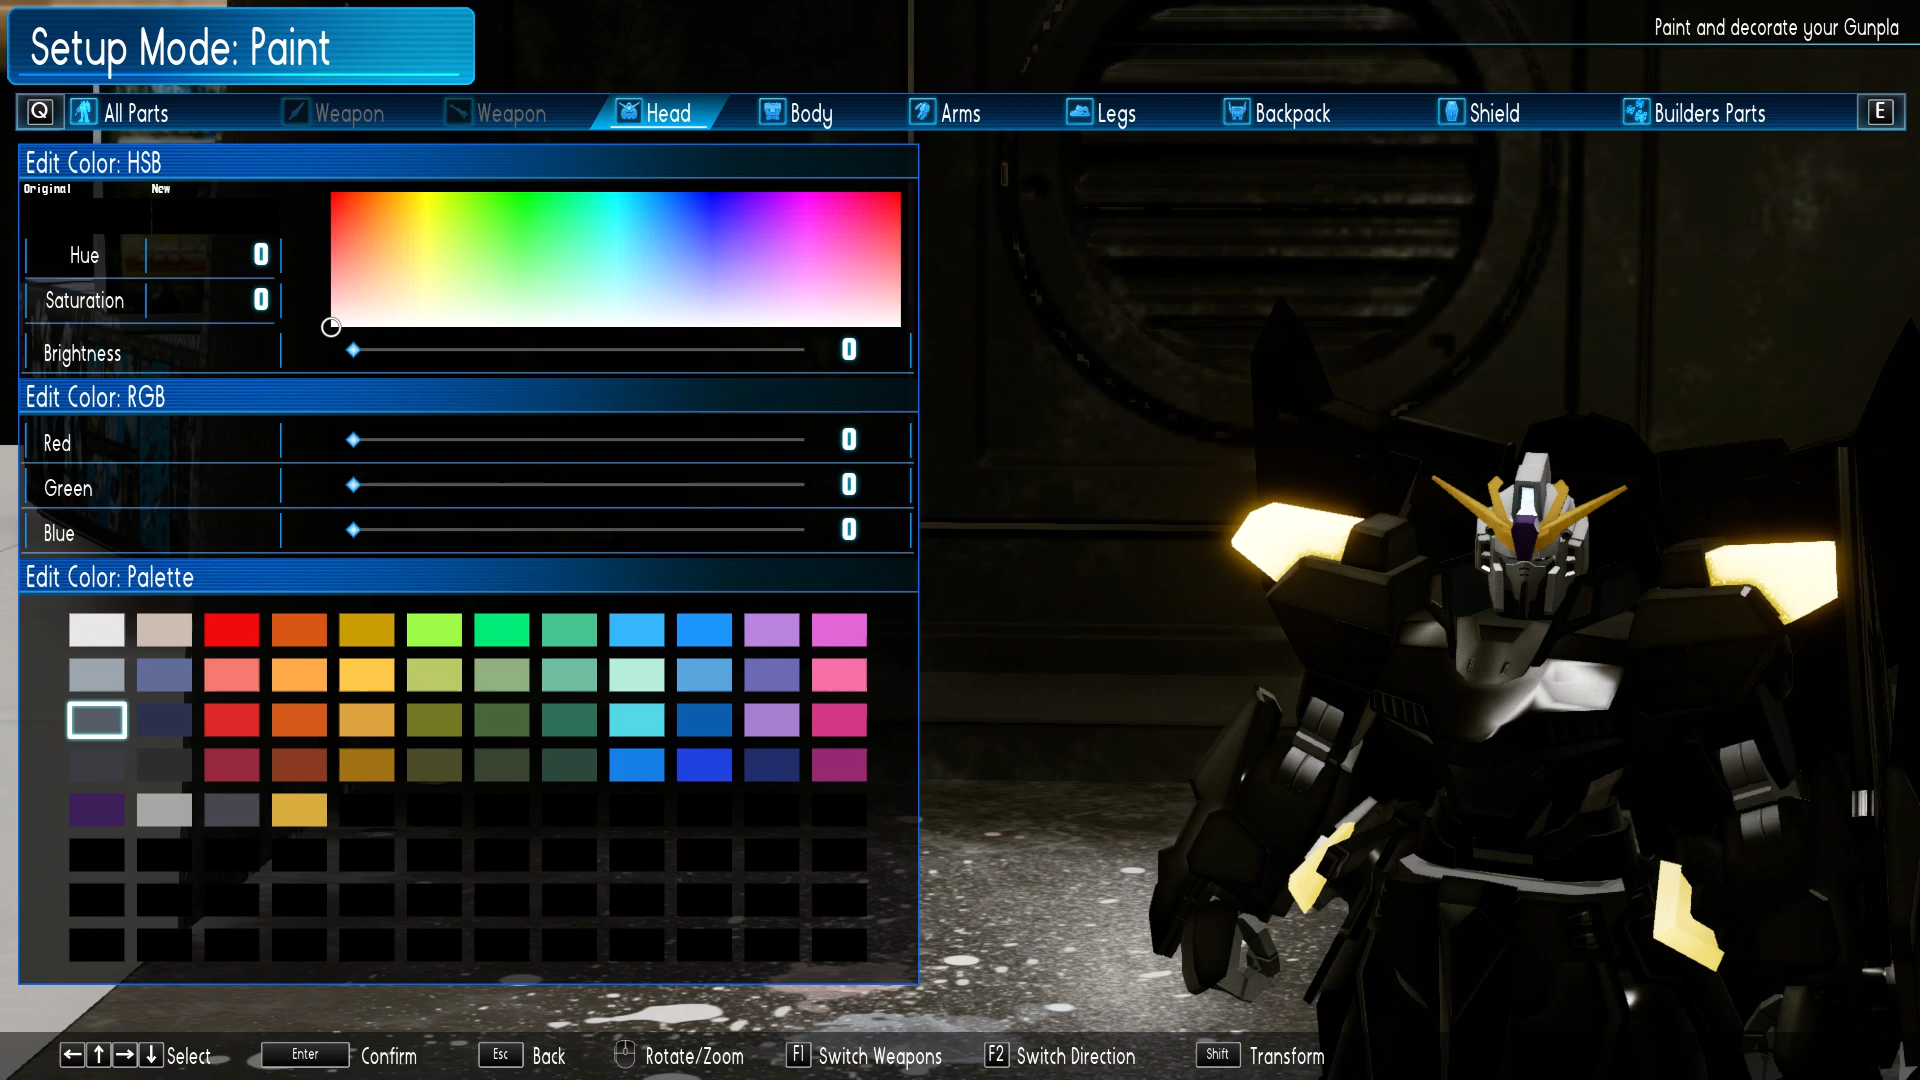 Setup Mode: Paint
Paint and decorate your Gunpla
Q All Parts Weapon Weapon Head Body Arms Legs Backpack Shield Builders Parts E
Edit Color: HSB
Original New
Hue 0
Saturation 0
Brightness 0
Edit Color: RGB
Red 0
Green 0
Blue 0
Edit Color: Palette
← ↑ → ↓ Select Enter Confirm Esc Back Rotate/Zoom F1 Switch Weapons F2 Switch Direction Shift Transform